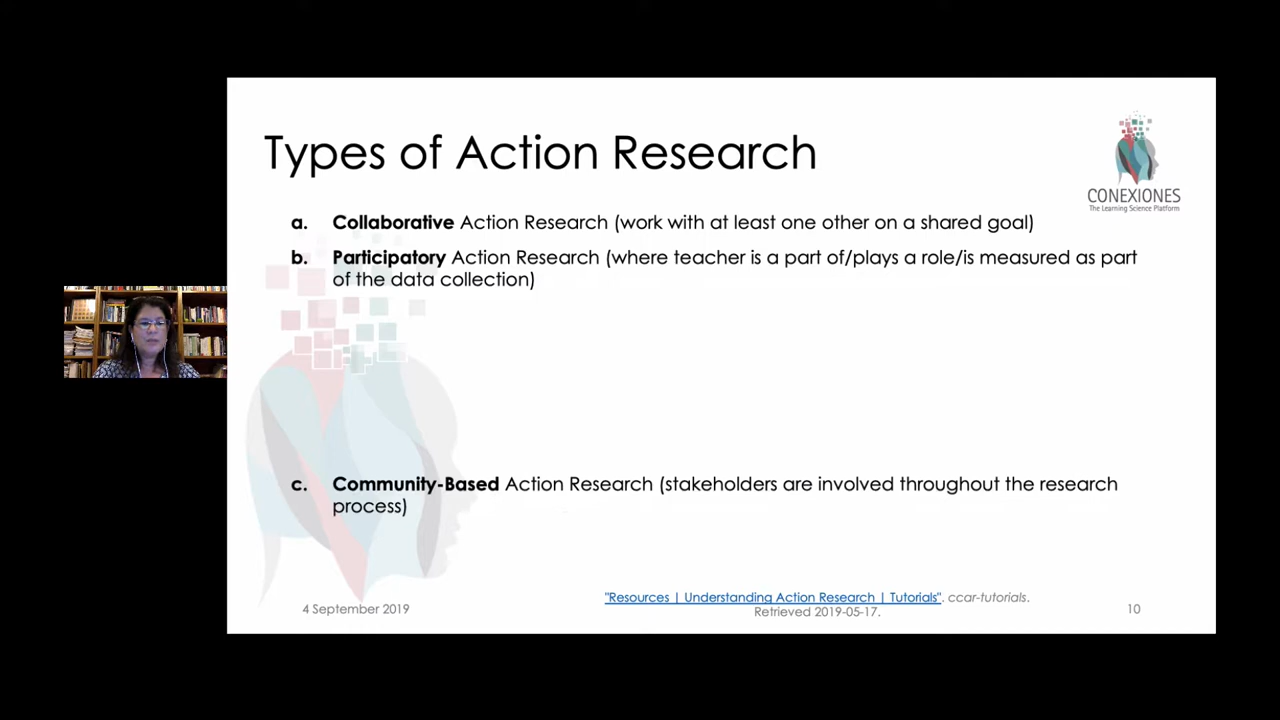 Types of Action Research
CONEXIONES
The Learning Science Platform
a. Collaborative Action Research (work with at least one other on a shared goal)
b. Participatory Action Research (where teacher is a part of/plays a role/is measured as part
of the data collection)
c. Community-Based Action Research (stakeholders are involved throughout the research
process)
4 September 2019
"Resources | Understanding Action Research | Tutorials". ccar-tutorials.
Retrieved 2019-05-17.
10